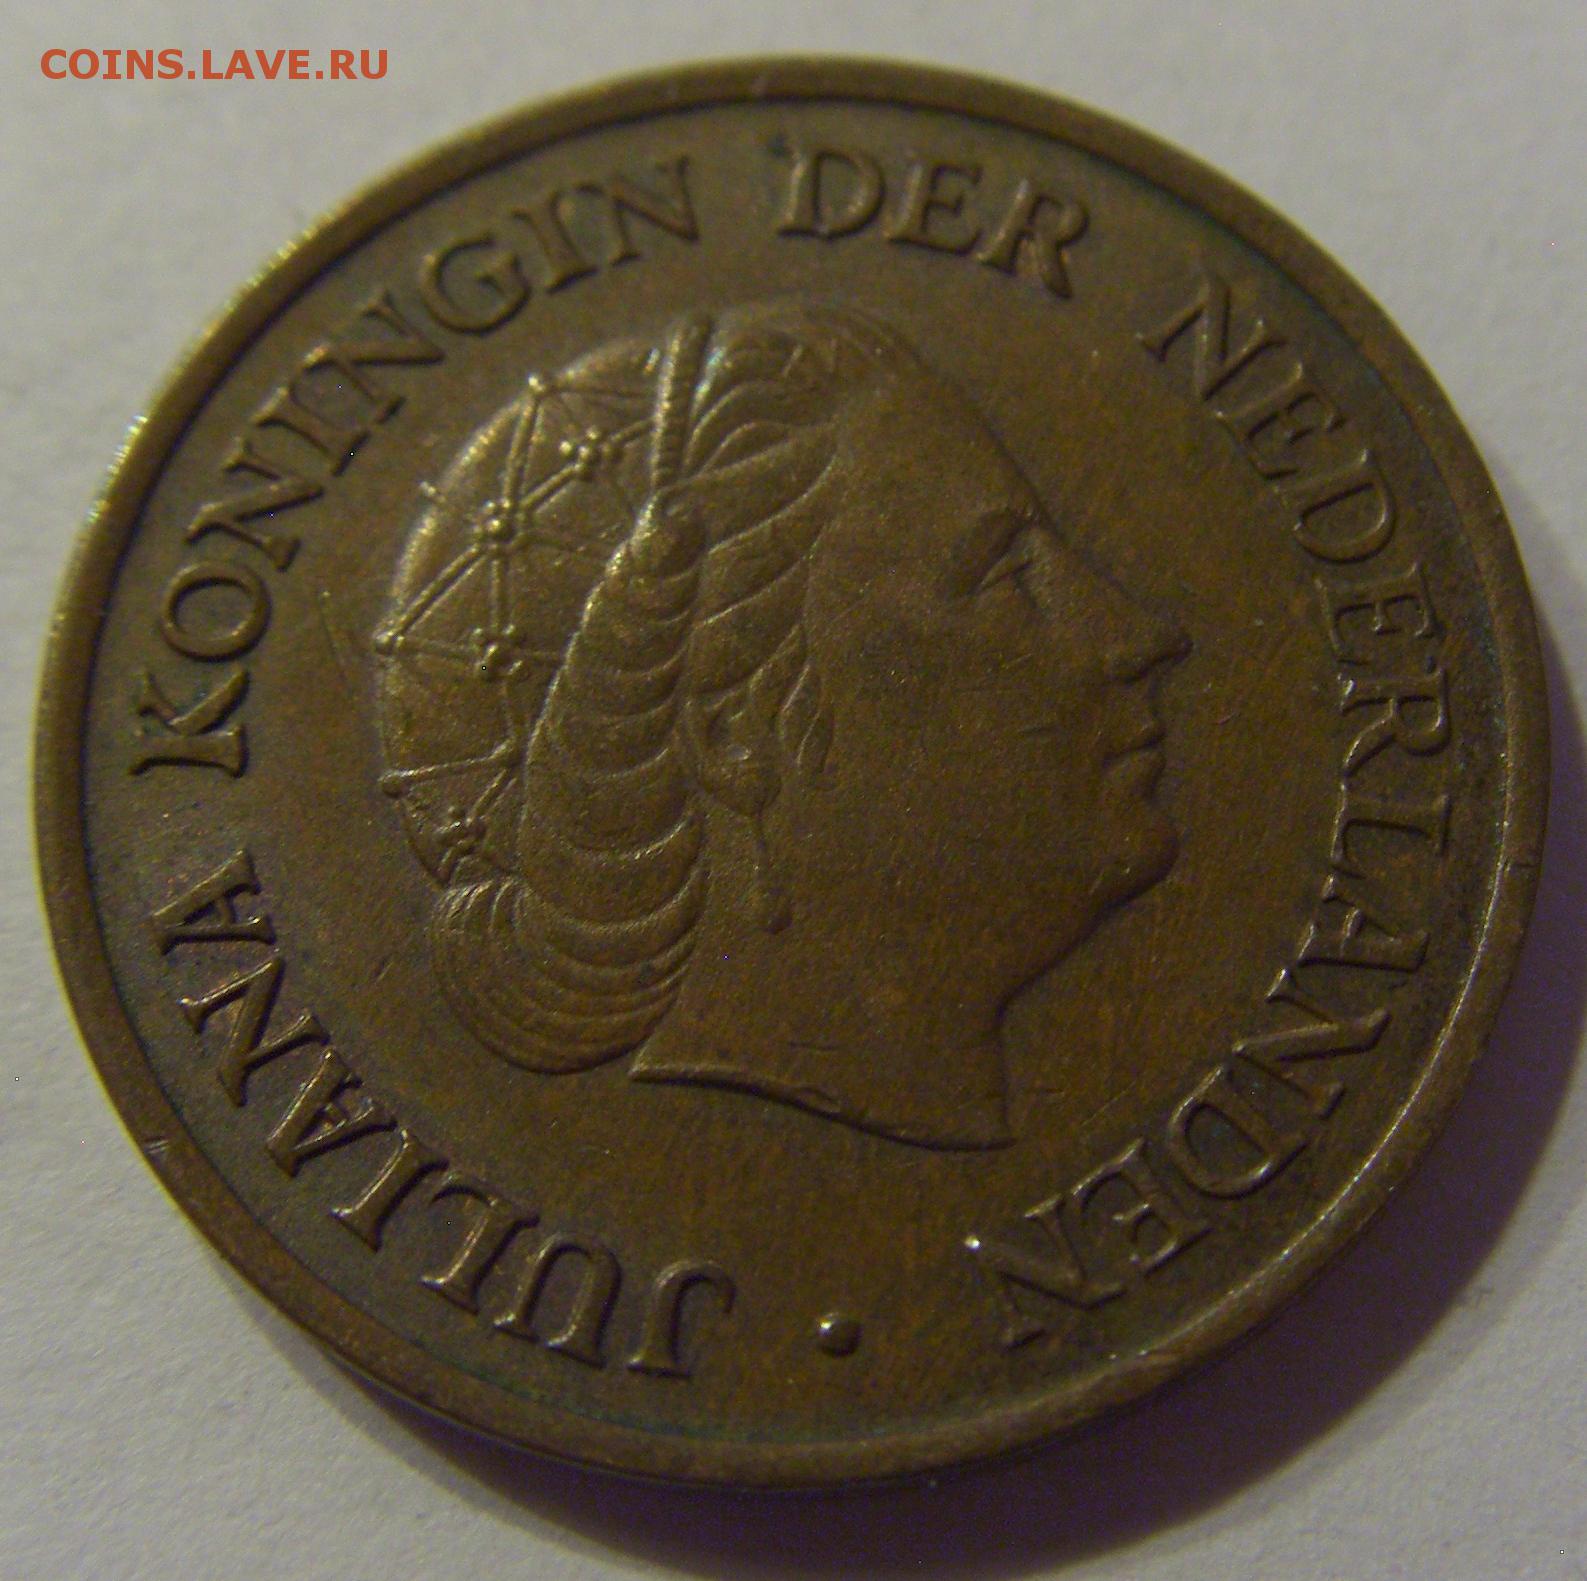 COINS.LAVE.RU
JULIANA KONINGIN DER NEDERLANDEN